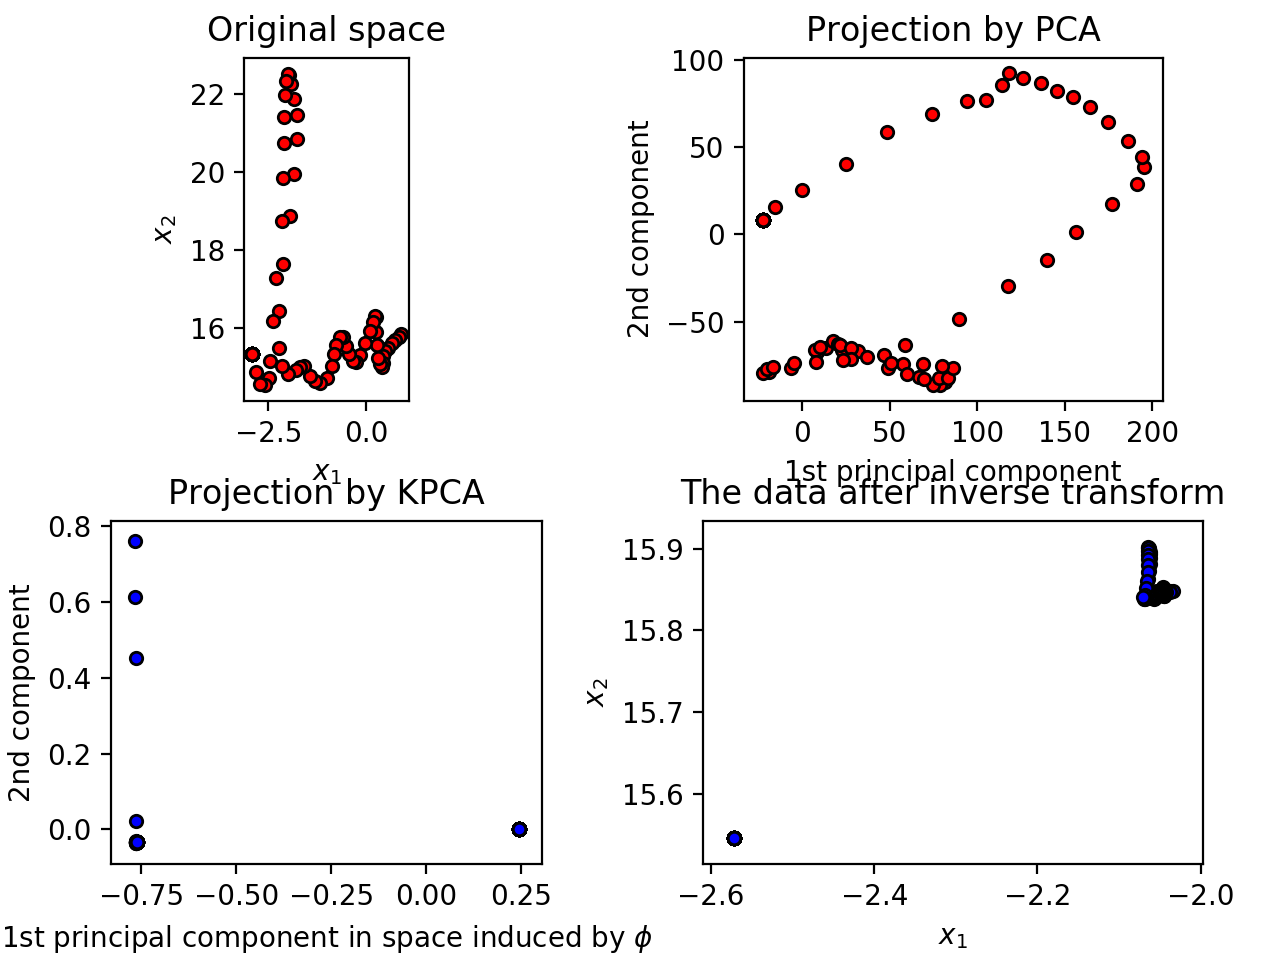 Original space
Projection by PCA
22
20
18
16
x₂
−2.5
0.0
x₁
100
50
0
−50
2nd component
0
50
100
150
200
1st principal component
Projection by KPCA
The data after inverse transform
0.8
0.6
0.4
0.2
0.0
2nd component
−0.75
−0.50
−0.25
0.00
0.25
1st principal component in space induced by ϕ
15.9
15.8
15.7
15.6
x₂
−2.6
−2.4
−2.2
−2.0
x₁